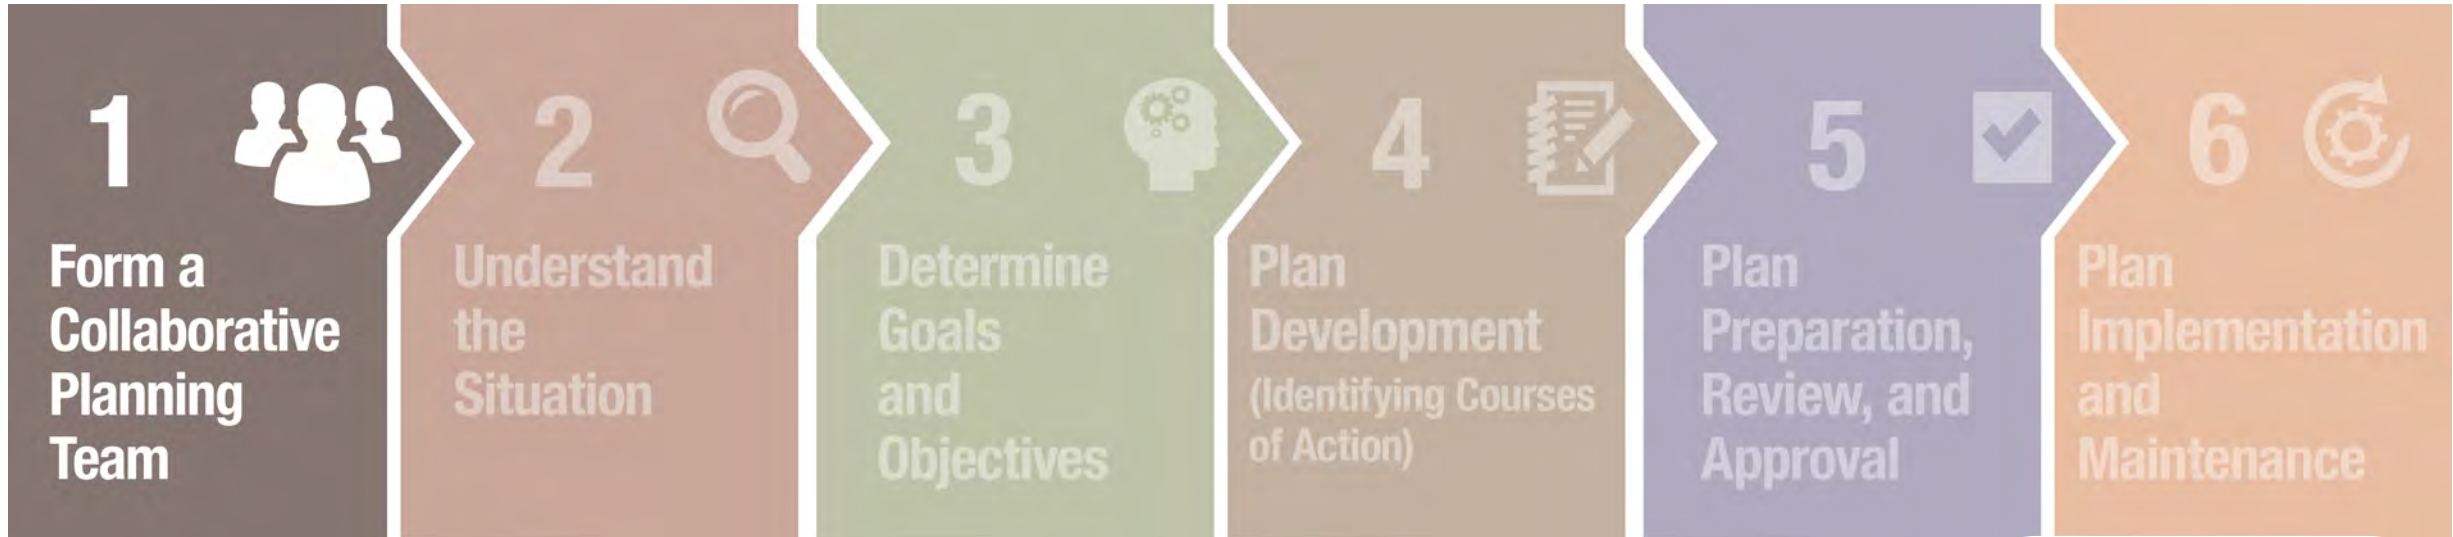 1
Form a
Collaborative
Planning
Team
2
Understand
the
Situation
3
Determine
Goals
and
Objectives
4
Plan
Development
(Identifying Courses
of Action)
5
Plan
Preparation,
Review, and
Approval
6
Plan
Implementation
and
Maintenance